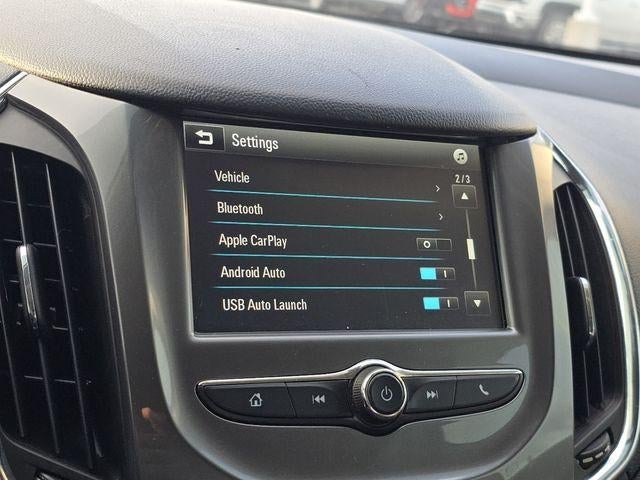 Settings
Vehicle
2/3
Bluetooth
Apple CarPlay
O
Android Auto
I
USB Auto Launch
I